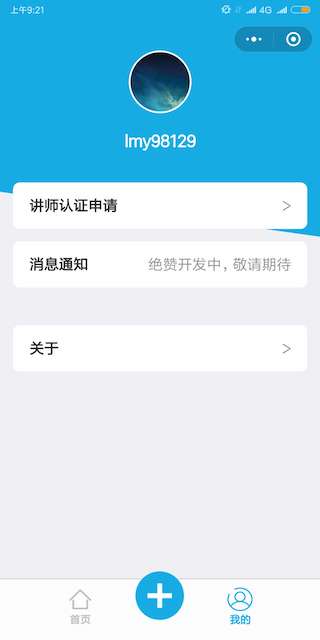 上午9:21
4G
lmy98129
讲师认证申请
消息通知 绝赞开发中，敬请期待
关于
首页
我的